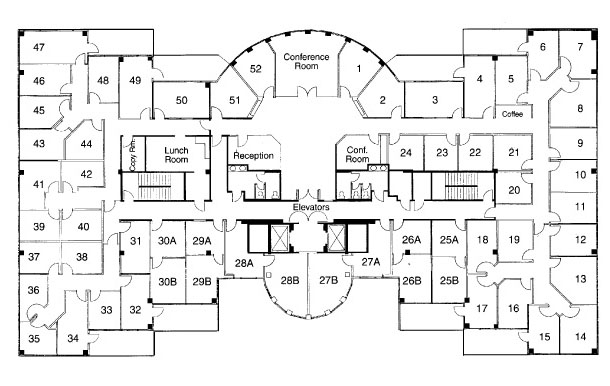 47
6
7
Conference
Room
52
1
46
48
49
4
5
50
51
2
3
8
45
Coffee
43
44
Copy Rm.
Lunch
Room
Reception
Conf.
Room
24
23
22
21
9
42
41
10
20
Elevators
11
39
40
31
30A
29A
26A
25A
18
19
12
37
38
28A
27A
13
36
30B
29B
28B
27B
26B
25B
33
32
17
16
35
34
15
14